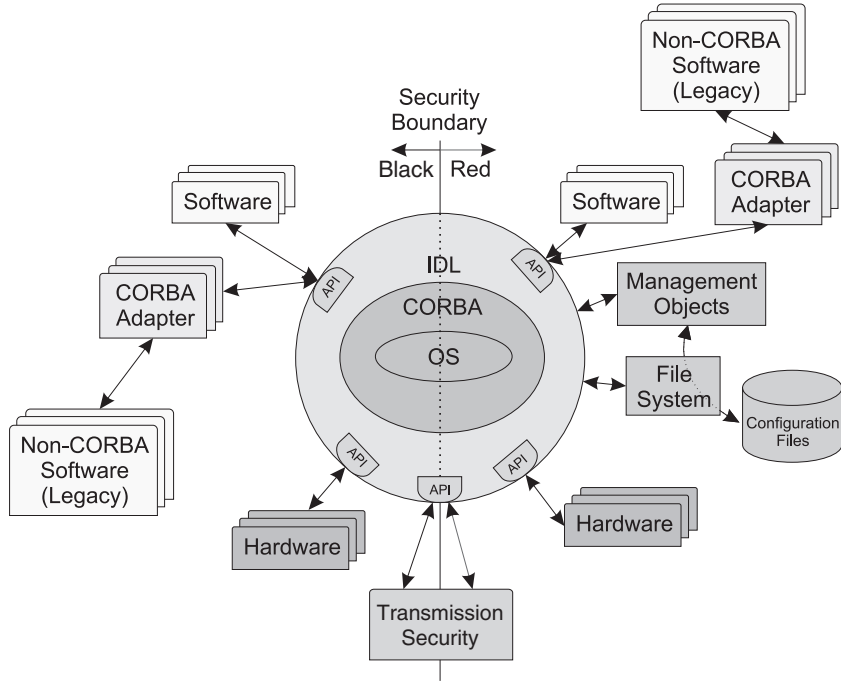 Non-CORBA
Software
(Legacy)
Security
Boundary
Black
Red
Software
Software
CORBA
Adapter
API
IDL
API
CORBA
Adapter
CORBA
OS
Management
Objects
File
System
Configuration
Files
Non-CORBA
Software
(Legacy)
API
API
API
Hardware
Hardware
Transmission
Security